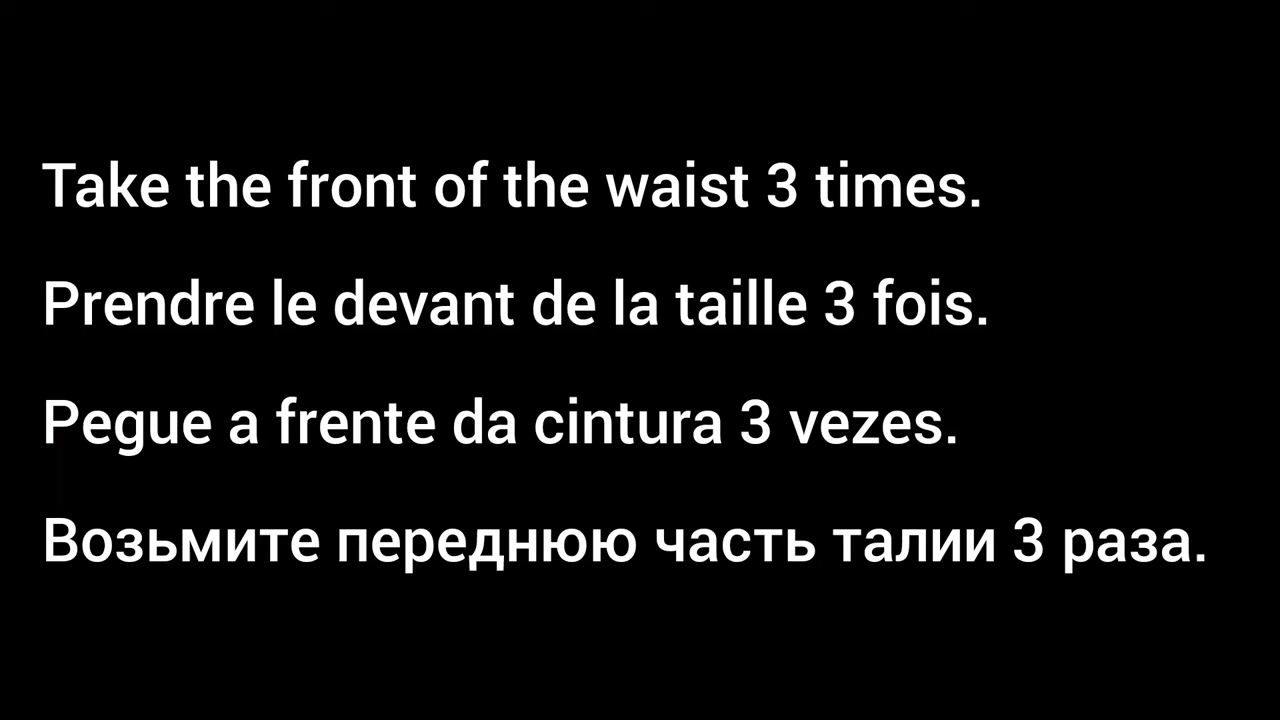 Take the front of the waist 3 times.
Prendre le devant de la taille 3 fois.
Pegue a frente da cintura 3 vezes.
Возьмите переднюю часть талии 3 раза.